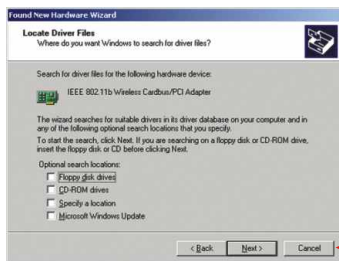 Found New Hardware Wizard
Locate Driver Files
Where do you want Windows to search for driver files?
Search for driver files for the following hardware device:
IEEE 802.11b Wireless Cardbus/PCI Adapter
The wizard searches for suitable drivers in its driver database on your computer and in
any of the following optional search locations that you specify.
To start the search, click Next. If you are searching on a floppy disk or CD-ROM drive,
insert the floppy disk or CD before clicking Next.
Optional search locations:
Floppy disk drives
CD-ROM drives
Specify a location
Microsoft Windows Update
< Back Next > Cancel